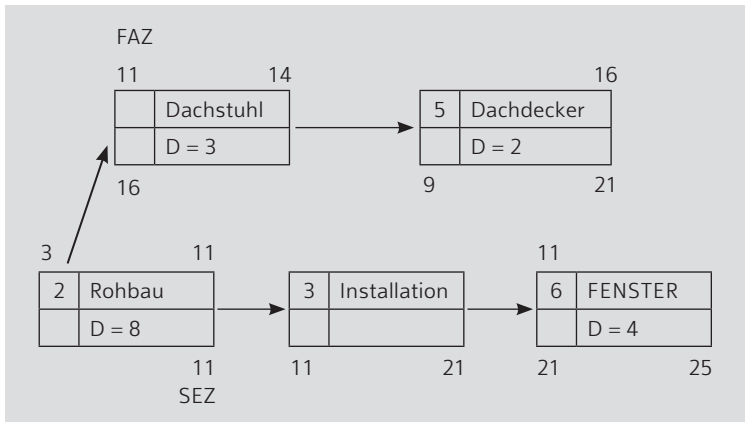 FAZ
11 14
Dachstuhl
D = 3
16
16
5 Dachdecker
D = 2
9 21
3 11
2 Rohbau
D = 8
11
SEZ
3 Installation
11 21
11
6 FENSTER
D = 4
21 25